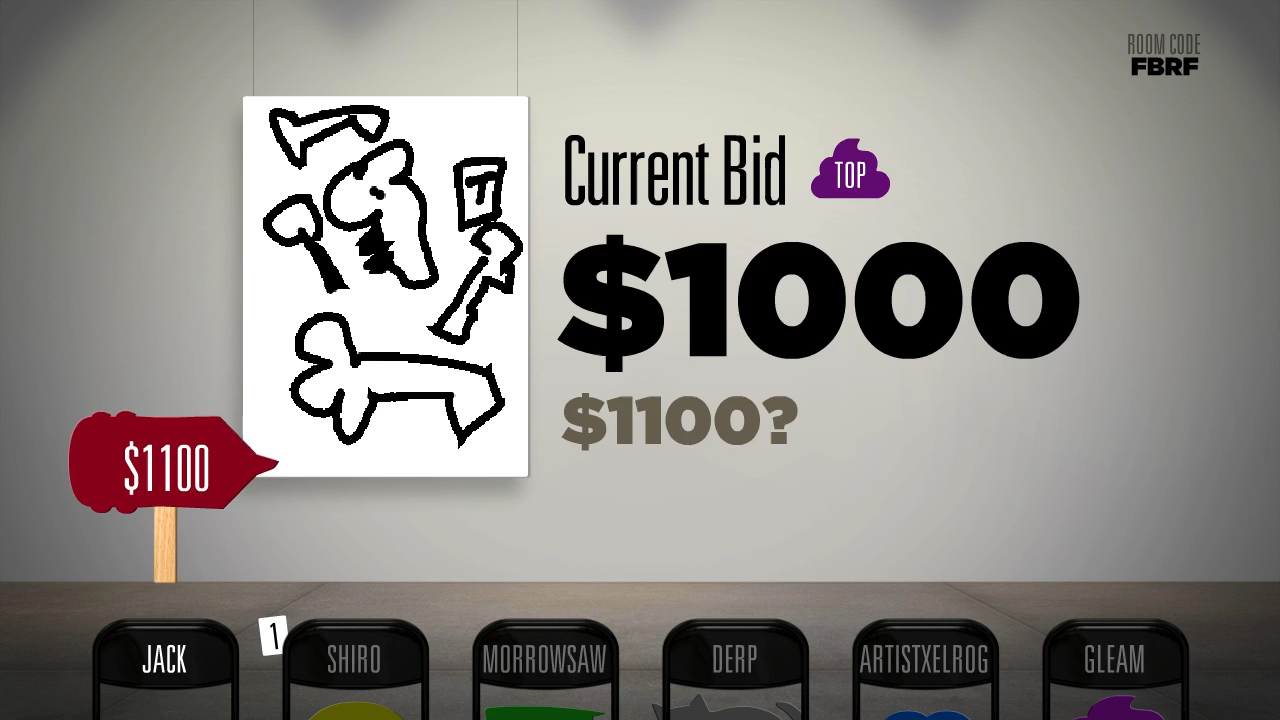 ROOM CODE
FBRF
Current Bid
TOP
$1000
$1100?
T
$1100
1
JACK
SHIRO
MORROWSAW
DERP
ARTISTXELROG
GLEAM